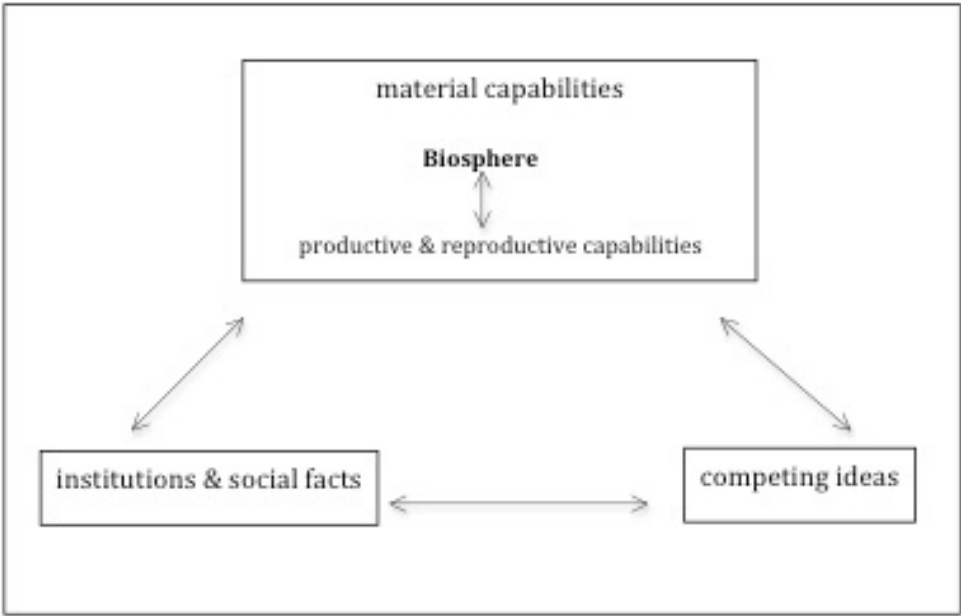 material capabilities
Biosphere
productive & reproductive capabilities
institutions & social facts
competing ideas